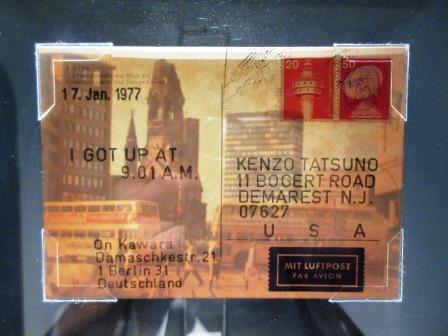 BERLIN
17. Jan. 1977
20
50
I GOT UP AT
9.01 A.M.
KENZO TATSUNO
11 BOGERT ROAD
DEMAREST N.J.
07627
U S A
On Kawara
Damaschkestr. 21
1 Berlin 31
Deutschland
MIT LUFTPOST
PAR AVION